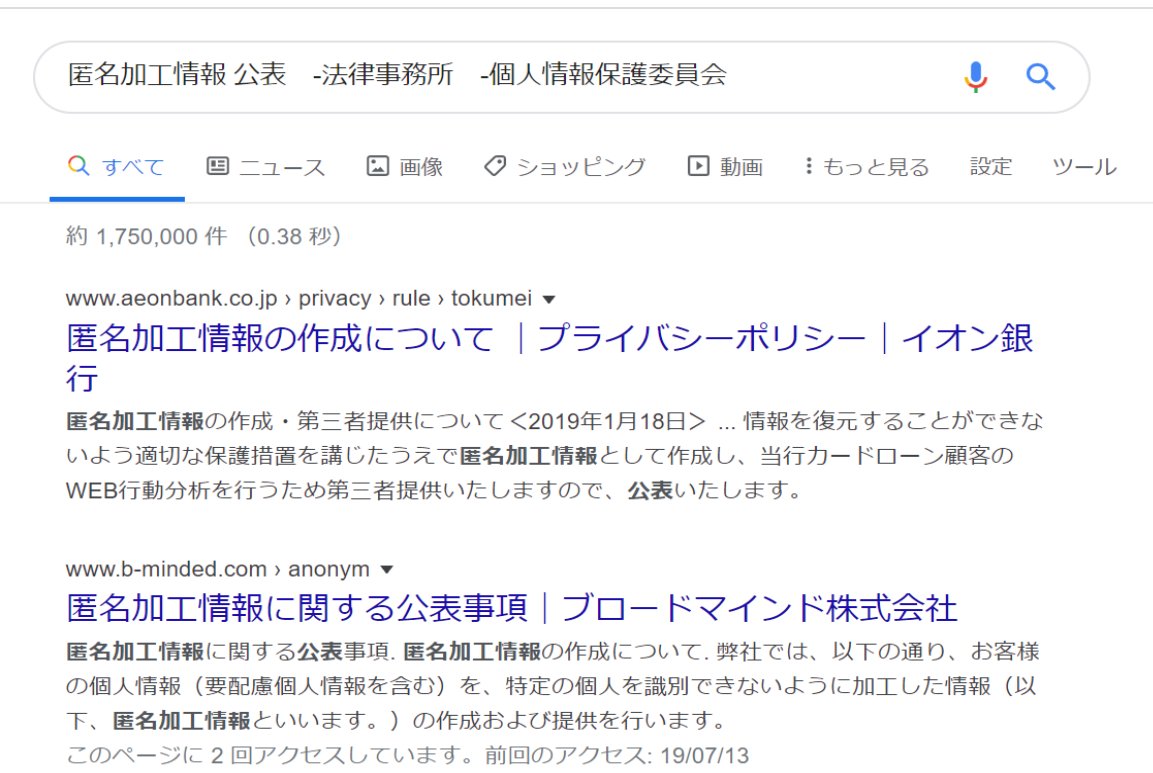 匿名加工情報 公表　-法律事務所　-個人情報保護委員会
すべて ニュース 画像 ショッピング 動画 もっと見る 設定 ツール
約 1,750,000 件 （0.38 秒）
www.aeonbank.co.jp › privacy › rule › tokumei
匿名加工情報の作成について ｜プライバシーポリシー｜イオン銀
行
匿名加工情報の作成・第三者提供について＜2019年1月18日＞ ... 情報を復元することができな
いよう適切な保護措置を講じたうえで匿名加工情報として作成し、当行カードローン顧客の
WEB行動分析を行うため第三者提供いたしますので、公表いたします。
www.b-minded.com › anonym
匿名加工情報に関する公表事項｜ブロードマインド株式会社
匿名加工情報に関する公表事項. 匿名加工情報の作成について. 弊社では、以下の通り、お客様
の個人情報（要配慮個人情報を含む）を、特定の個人を識別できないように加工した情報（以
下、匿名加工情報といいます。）の作成および提供を行います。
このページに 2 回アクセスしています。前回のアクセス: 19/07/13